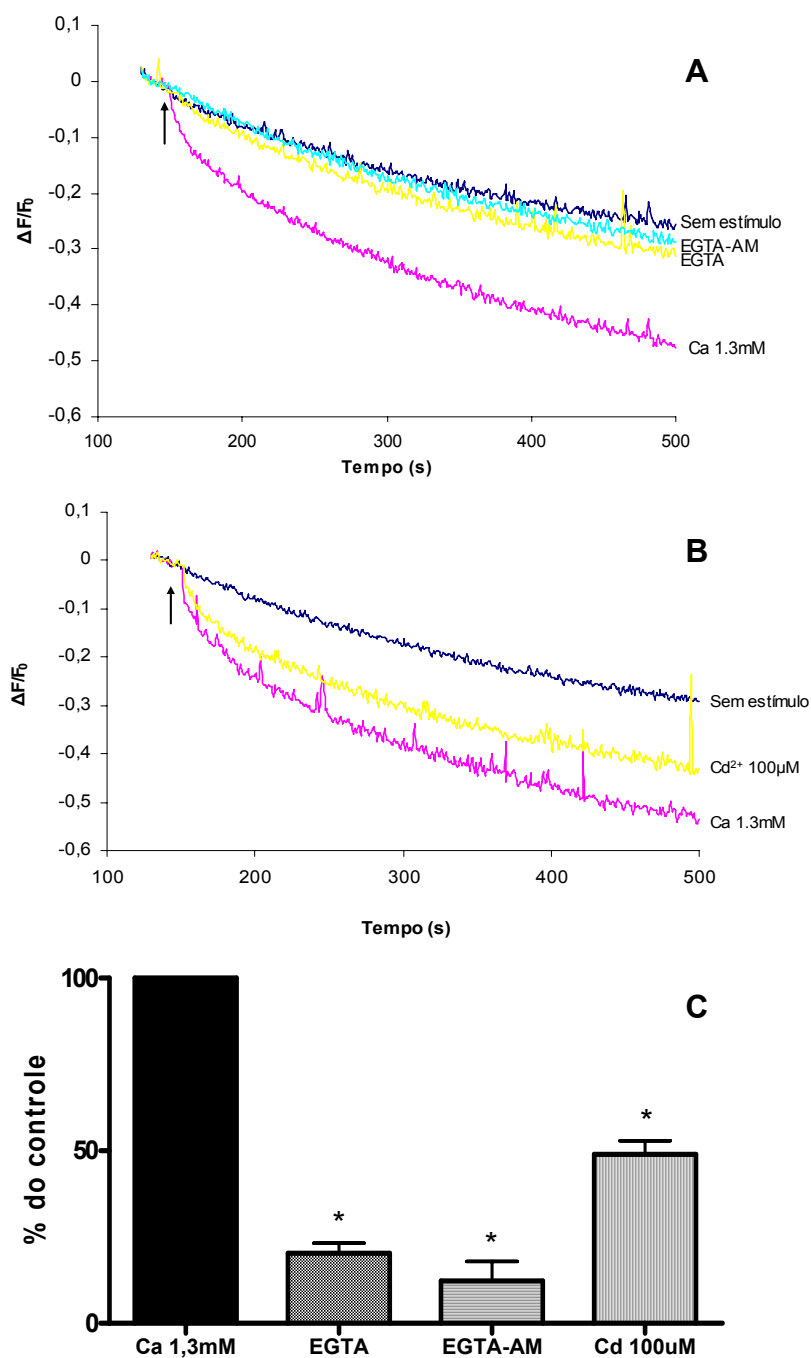 0,1
A
0
-0,1
-0,2
Sem estímulo
EGTA-AM
-0,3
EGTA
-0,4
Ca 1.3mM
-0,5
-0,6
ΔF/F0
100 200 300 400 500
Tempo (s)
0,1
B
0
-0,1
-0,2
-0,3
Sem estímulo
-0,4
Cd²⁺ 100µM
-0,5
Ca 1.3mM
-0,6
ΔF/F0
100 200 300 400 500
Tempo (s)
100
C
% do controle
50
*
*
*
0
Ca 1,3mM EGTA EGTA-AM Cd 100uM